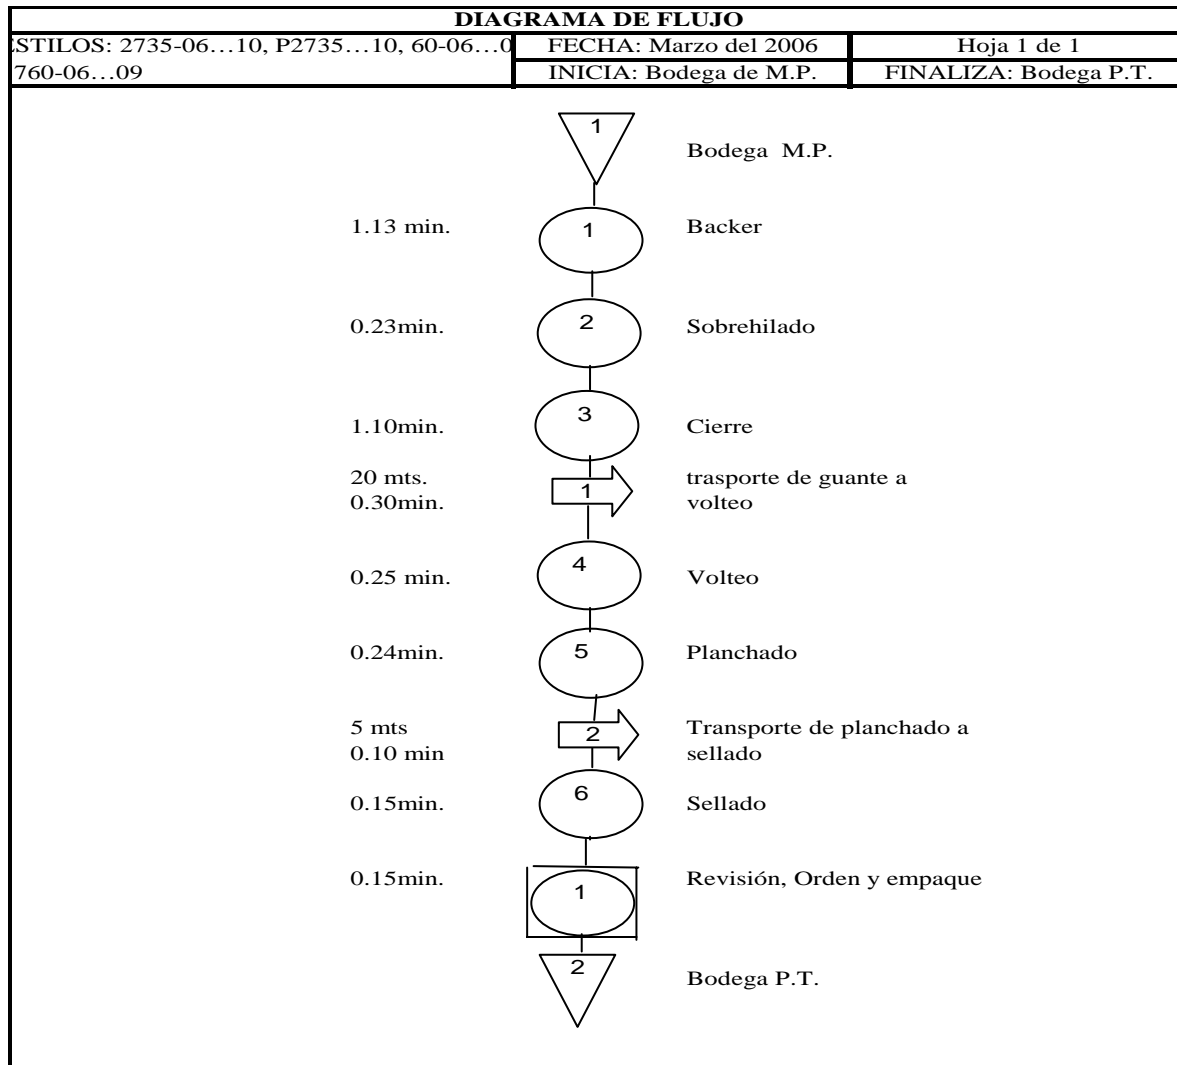 DIAGRAMA DE FLUJO
ESTILOS: 2735-06…10, P2735…10, 60-06…0
FECHA: Marzo del 2006
Hoja 1 de 1
760-06…09
INICIA: Bodega de M.P.
FINALIZA: Bodega P.T.
1
Bodega M.P.
1.13 min.
1
Backer
0.23min.
2
Sobrehilado
1.10min.
3
Cierre
20 mts.
0.30min.
1
trasporte de guante a
volteo
0.25 min.
4
Volteo
0.24min.
5
Planchado
5 mts
0.10 min
2
Transporte de planchado a
sellado
0.15min.
6
Sellado
0.15min.
1
Revisión, Orden y empaque
2
Bodega P.T.